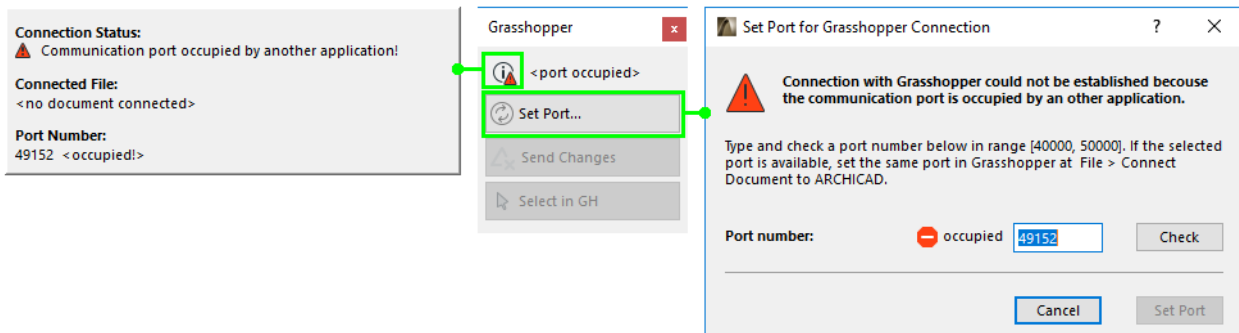 Connection Status:
Communication port occupied by another application!
Connected File:
<no document connected>
Port Number:
49152 <occupied!>
Grasshopper
x
<port occupied>
Set Port...
Send Changes
Select in GH
Set Port for Grasshopper Connection
?
Connection with Grasshopper could not be established becouse
the communication port is occupied by an other application.
Type and check a port number below in range [40000, 50000]. If the selected
port is available, set the same port in Grasshopper at File > Connect
Document to ARCHICAD.
Port number:
occupied
49152
Check
Cancel
Set Port